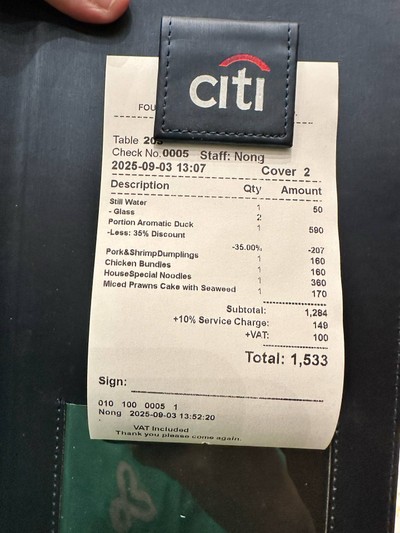 citi
FOU
Table 20
Check No.0005 Staff: Nong
2025-09-03 13:07 Cover 2
Description Qty Amount
Still Water 1 50
- Glass 2
Portion Aromatic Duck 1 590
-Less: 35% Discount
-35.00% -207
Pork&ShrimpDumplings 1 160
Chicken Bundles 1 160
HouseSpecial Noodles 1 360
Miced Prawns Cake with Seaweed 1 170
Subtotal: 1,284
+10% Service Charge: 149
+VAT: 100
Total: 1,533
Sign:
010 100 0005 1
Nong 2025-09-03 13:52:20
VAT Included
Thank you please come again.